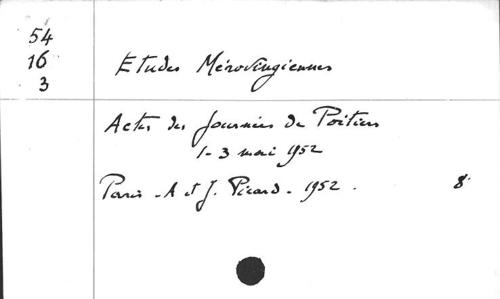 54
16
3
Etudes Mérovingiennes
Actes des Journées de Poitiers
1-3 mai 1952
Paris - A et J. Picard - 1952. 8°